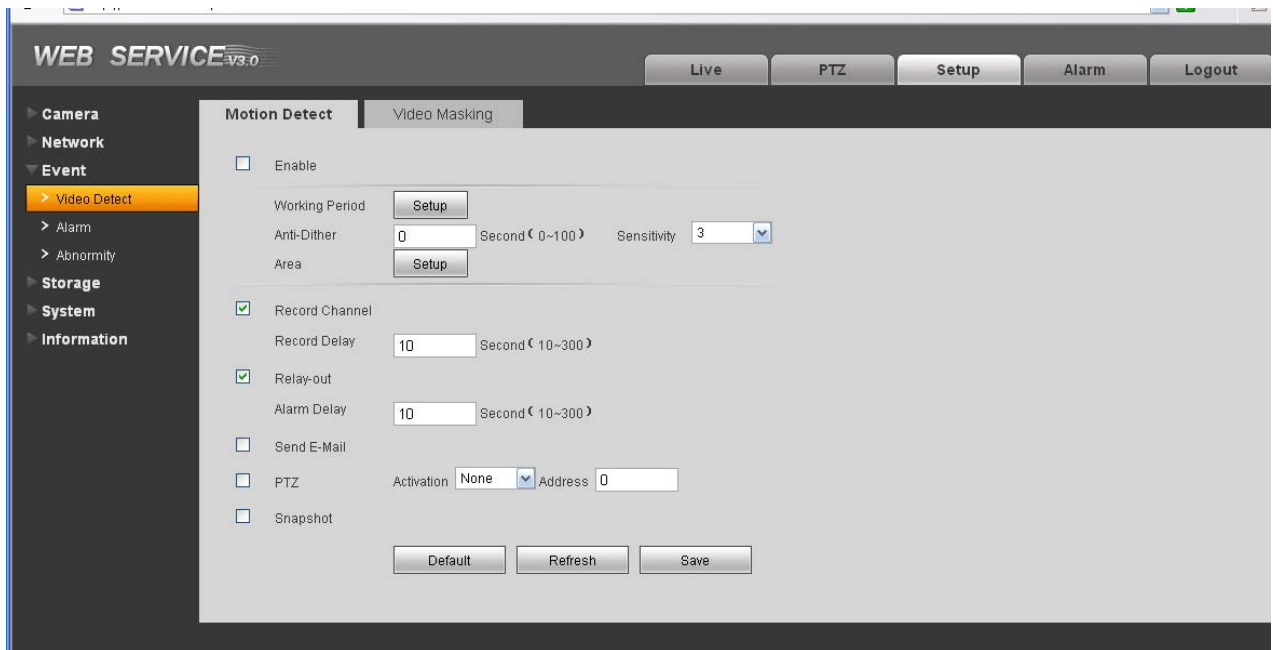 WEB SERVICE V3.0
Live
PTZ
Setup
Alarm
Logout
Camera
Network
Event
> Video Detect
> Alarm
> Abnormity
Storage
System
Information
Motion Detect
Video Masking
Enable
Working Period Setup
Anti-Dither 0 Second(0~100) Sensitivity 3
Area Setup
Record Channel
Record Delay 10 Second(10~300)
Relay-out
Alarm Delay 10 Second(10~300)
Send E-Mail
PTZ Activation None Address 0
Snapshot
Default Refresh Save